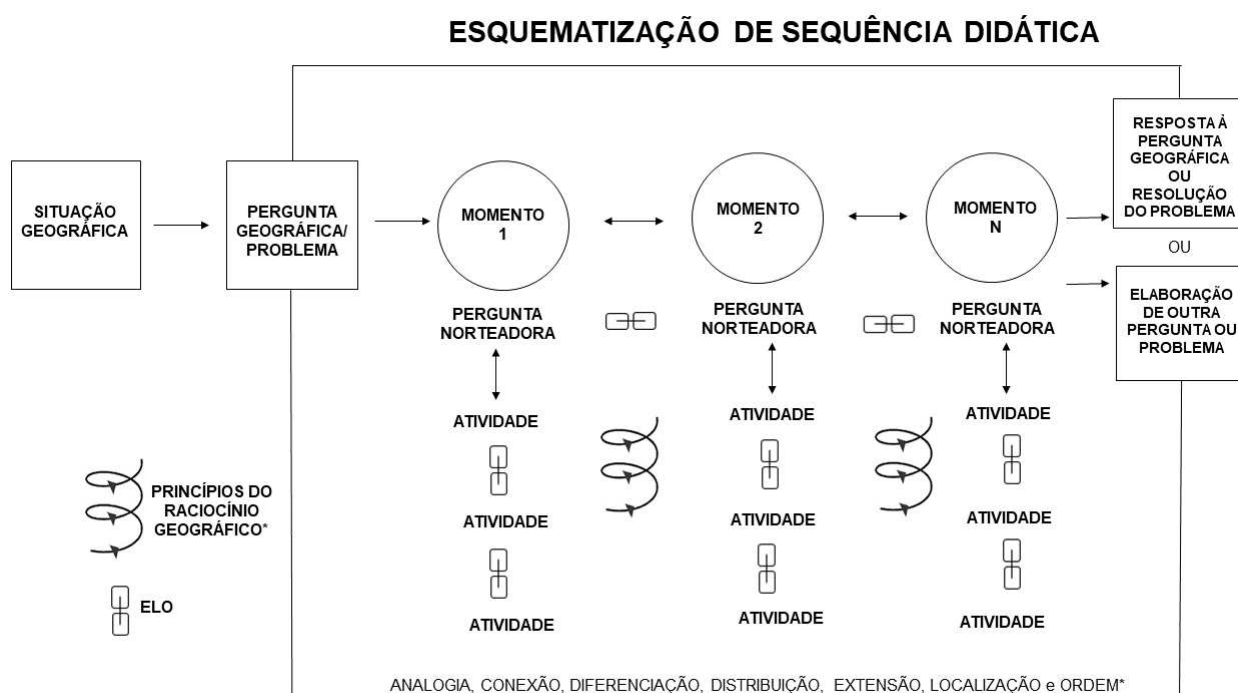 ESQUEMATIZAÇÃO DE SEQUÊNCIA DIDÁTICA
SITUAÇÃO
GEOGRÁFICA
PERGUNTA
GEOGRÁFICA/
PROBLEMA
MOMENTO
1
MOMENTO
2
MOMENTO
N
RESPOSTA À
PERGUNTA
GEOGRÁFICA
OU
RESOLUÇÃO
DO PROBLEMA
OU
ELABORAÇÃO
DE OUTRA
PERGUNTA OU
PROBLEMA
PERGUNTA
NORTEADORA
PERGUNTA
NORTEADORA
PERGUNTA
NORTEADORA
ATIVIDADE
ATIVIDADE
ATIVIDADE
ATIVIDADE
ATIVIDADE
ATIVIDADE
ATIVIDADE
ATIVIDADE
ATIVIDADE
PRINCÍPIOS DO
RACIOCÍNIO
GEOGRÁFICO*
ELO
ANALOGIA, CONEXÃO, DIFERENCIAÇÃO, DISTRIBUIÇÃO, EXTENSÃO, LOCALIZAÇÃO e ORDEM*